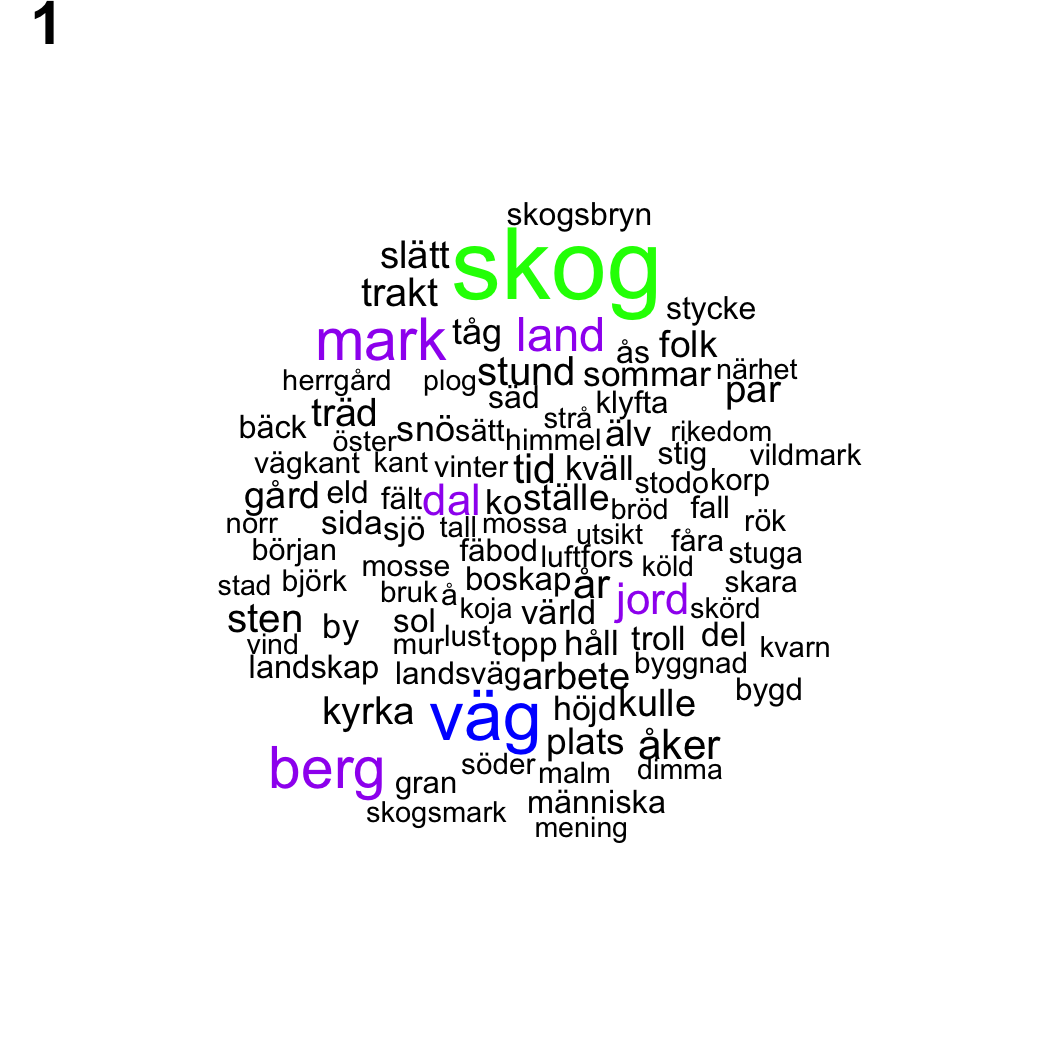 1
skogsbryn
slätt skog
trakt stycke
mark tåg land ås folk
herrgård plog stund sommar närhet
säd klyfta par
träd strå
bäck öster snö sätt himmel älv rikedom
vägkant kant vinter tid kväll stig vildmark
gård eld fält dal ko ställe stodo korp
bröd fall
norr sida sjö tall mossa utsikt fåra rök
början fäbod luftfors stuga
mosse köld
stad björk bruk å boskap år jord skara
koja värld skörd
sten by sol
vind mur lust topp håll troll del kvarn
landskap landsväg arbete byggnad
bygd
kyrka väg höjd kulle
plats åker
berg gran söder malm dimma
skogsmark människa
mening